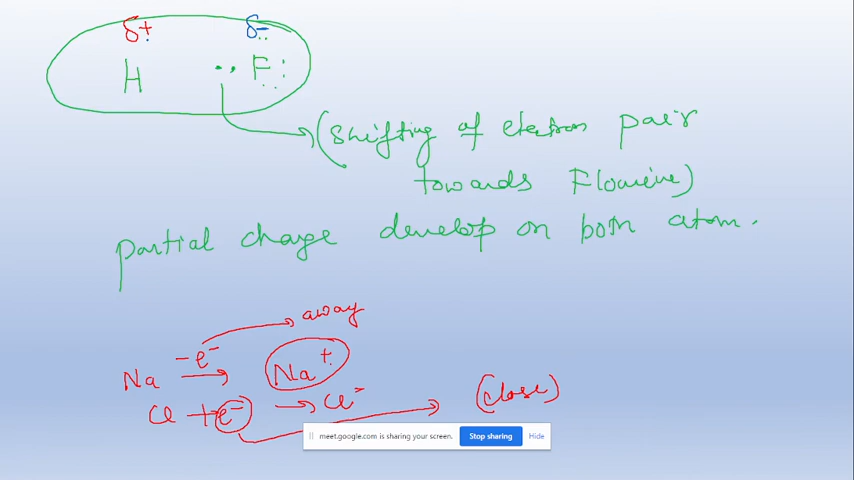 δ+ δ-
H F
(shifting of electron pair
towards Flourine)
partial charge develop on both atom.
away
Na -e⁻ → Na⁺
Cl + e⁻ → Cl⁻ (close)
meet.google.com is sharing your screen. Stop sharing Hide